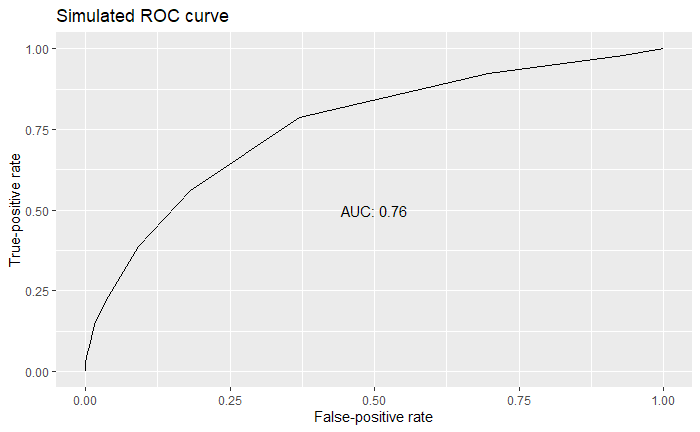 Simulated ROC curve
1.00
0.75
0.50
0.25
0.00
True-positive rate
AUC: 0.76
0.00 0.25 0.50 0.75 1.00
False-positive rate